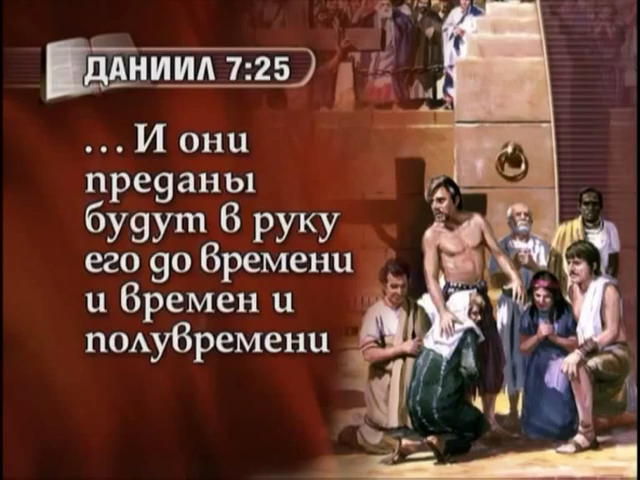 ДАНИИЛ 7:25
...И они
преданы
будут в руку
его до времени
и времен и
полувремени